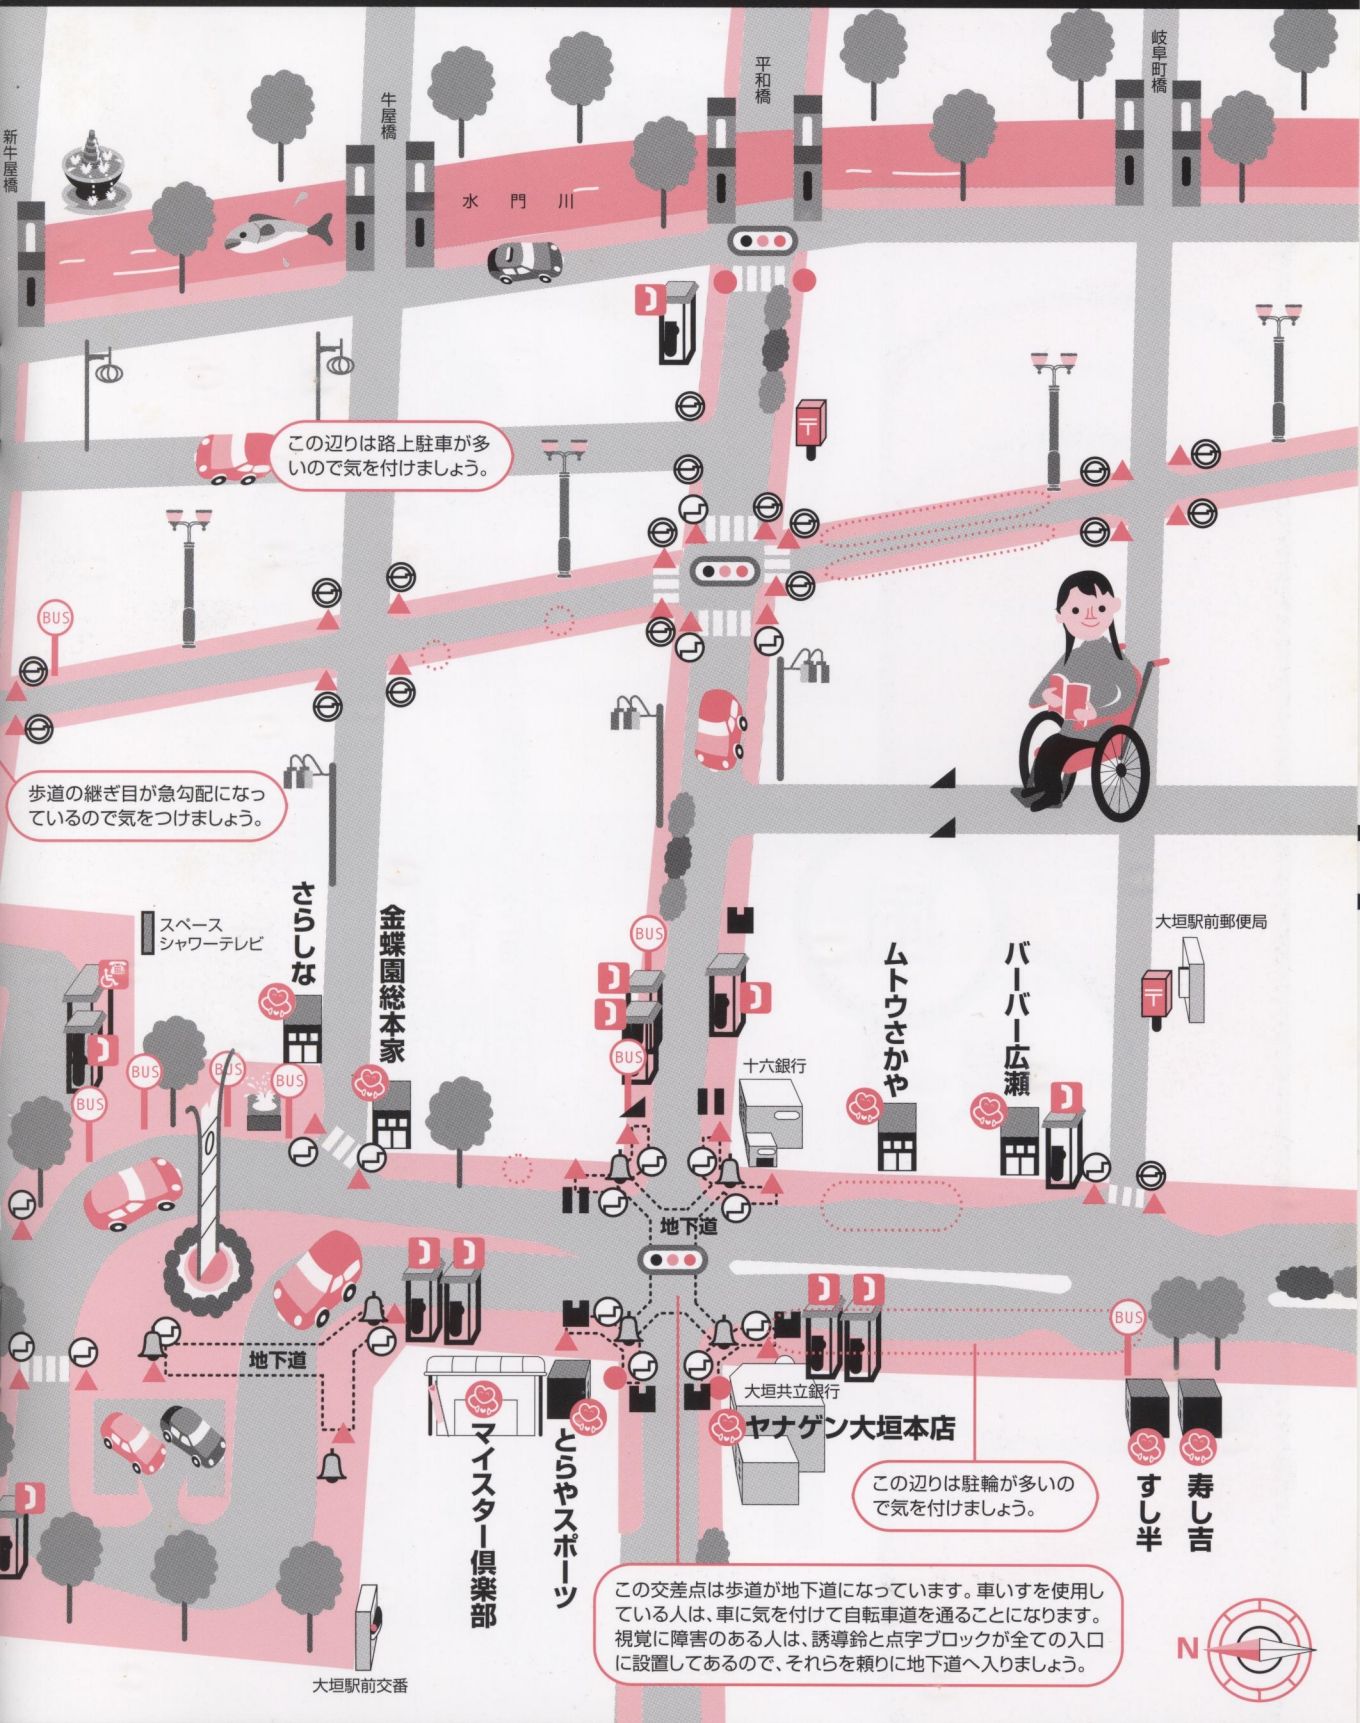 岐阜町橋
平和橋
牛屋橋
新牛屋橋
水門川
この辺りは路上駐車が多
いので気を付けましょう。
〒
BUS
歩道の継ぎ目が急勾配になっ
ているので気をつけましょう。
スペース
シャワーテレビ
さらしな
金蝶園総本家
BUS
ムトウさかや
バーバー広瀬
大垣駅前郵便局
〒
BUS
BUS
BUS
BUS
BUS
十六銀行
地下道
地下道
BUS
大垣共立銀行
ヤナゲン大垣本店
マイスター倶楽部
とらやスポーツ
この辺りは駐輪が多いの
で気を付けましょう。
すし半
寿し吉
この交差点は歩道が地下道になっています。車いすを使用し
ている人は、車に気を付けて自転車道を通ることになります。
視覚に障害のある人は、誘導鈴と点字ブロックが全ての入口
に設置してあるので、それらを頼りに地下道へ入りましょう。
N
大垣駅前交番